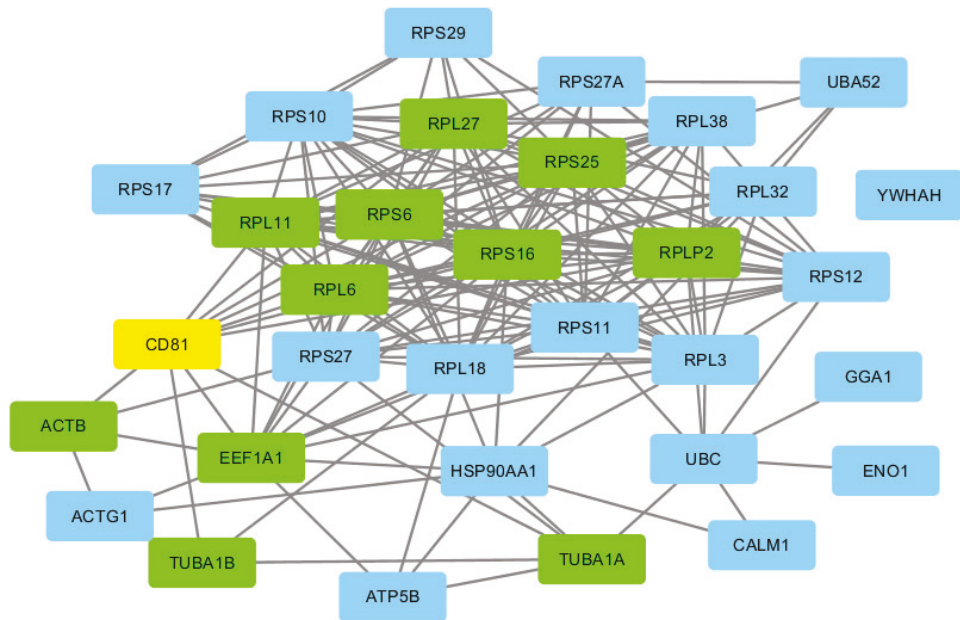 RPS29
RPS27A
UBA52
RPS10
RPL27
RPL38
RPS25
RPS17
RPL32
YWHAH
RPL11
RPS6
RPS16
RPLP2
RPS12
RPL6
RPS11
CD81
RPS27
RPL18
RPL3
GGA1
ACTB
EEF1A1
HSP90AA1
UBC
ENO1
ACTG1
CALM1
TUBA1B
TUBA1A
ATP5B